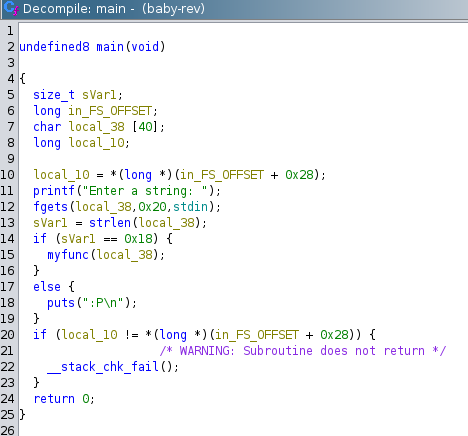 Decompile: main - (baby-rev)
1
2 undefined8 main(void)
3
4 {
5 size_t sVar1;
6 long in_FS_OFFSET;
7 char local_38 [40];
8 long local_10;
9
10 local_10 = *(long *)(in_FS_OFFSET + 0x28);
11 printf("Enter a string: ");
12 fgets(local_38,0x20,stdin);
13 sVar1 = strlen(local_38);
14 if (sVar1 == 0x18) {
15 myfunc(local_38);
16 }
17 else {
18 puts(":P\n");
19 }
20 if (local_10 != *(long *)(in_FS_OFFSET + 0x28)) {
21 /* WARNING: Subroutine does not return */
22 __stack_chk_fail();
23 }
24 return 0;
25 }
26